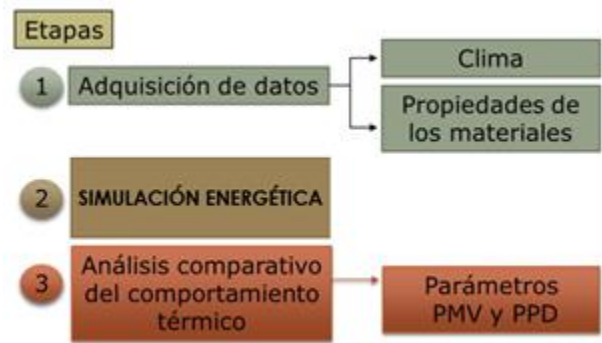 Etapas
1
Adquisición de datos
Clima
Propiedades de
los materiales
2
SIMULACIÓN ENERGÉTICA
3
Análisis comparativo
del comportamiento
térmico
Parámetros
PMV y PPD